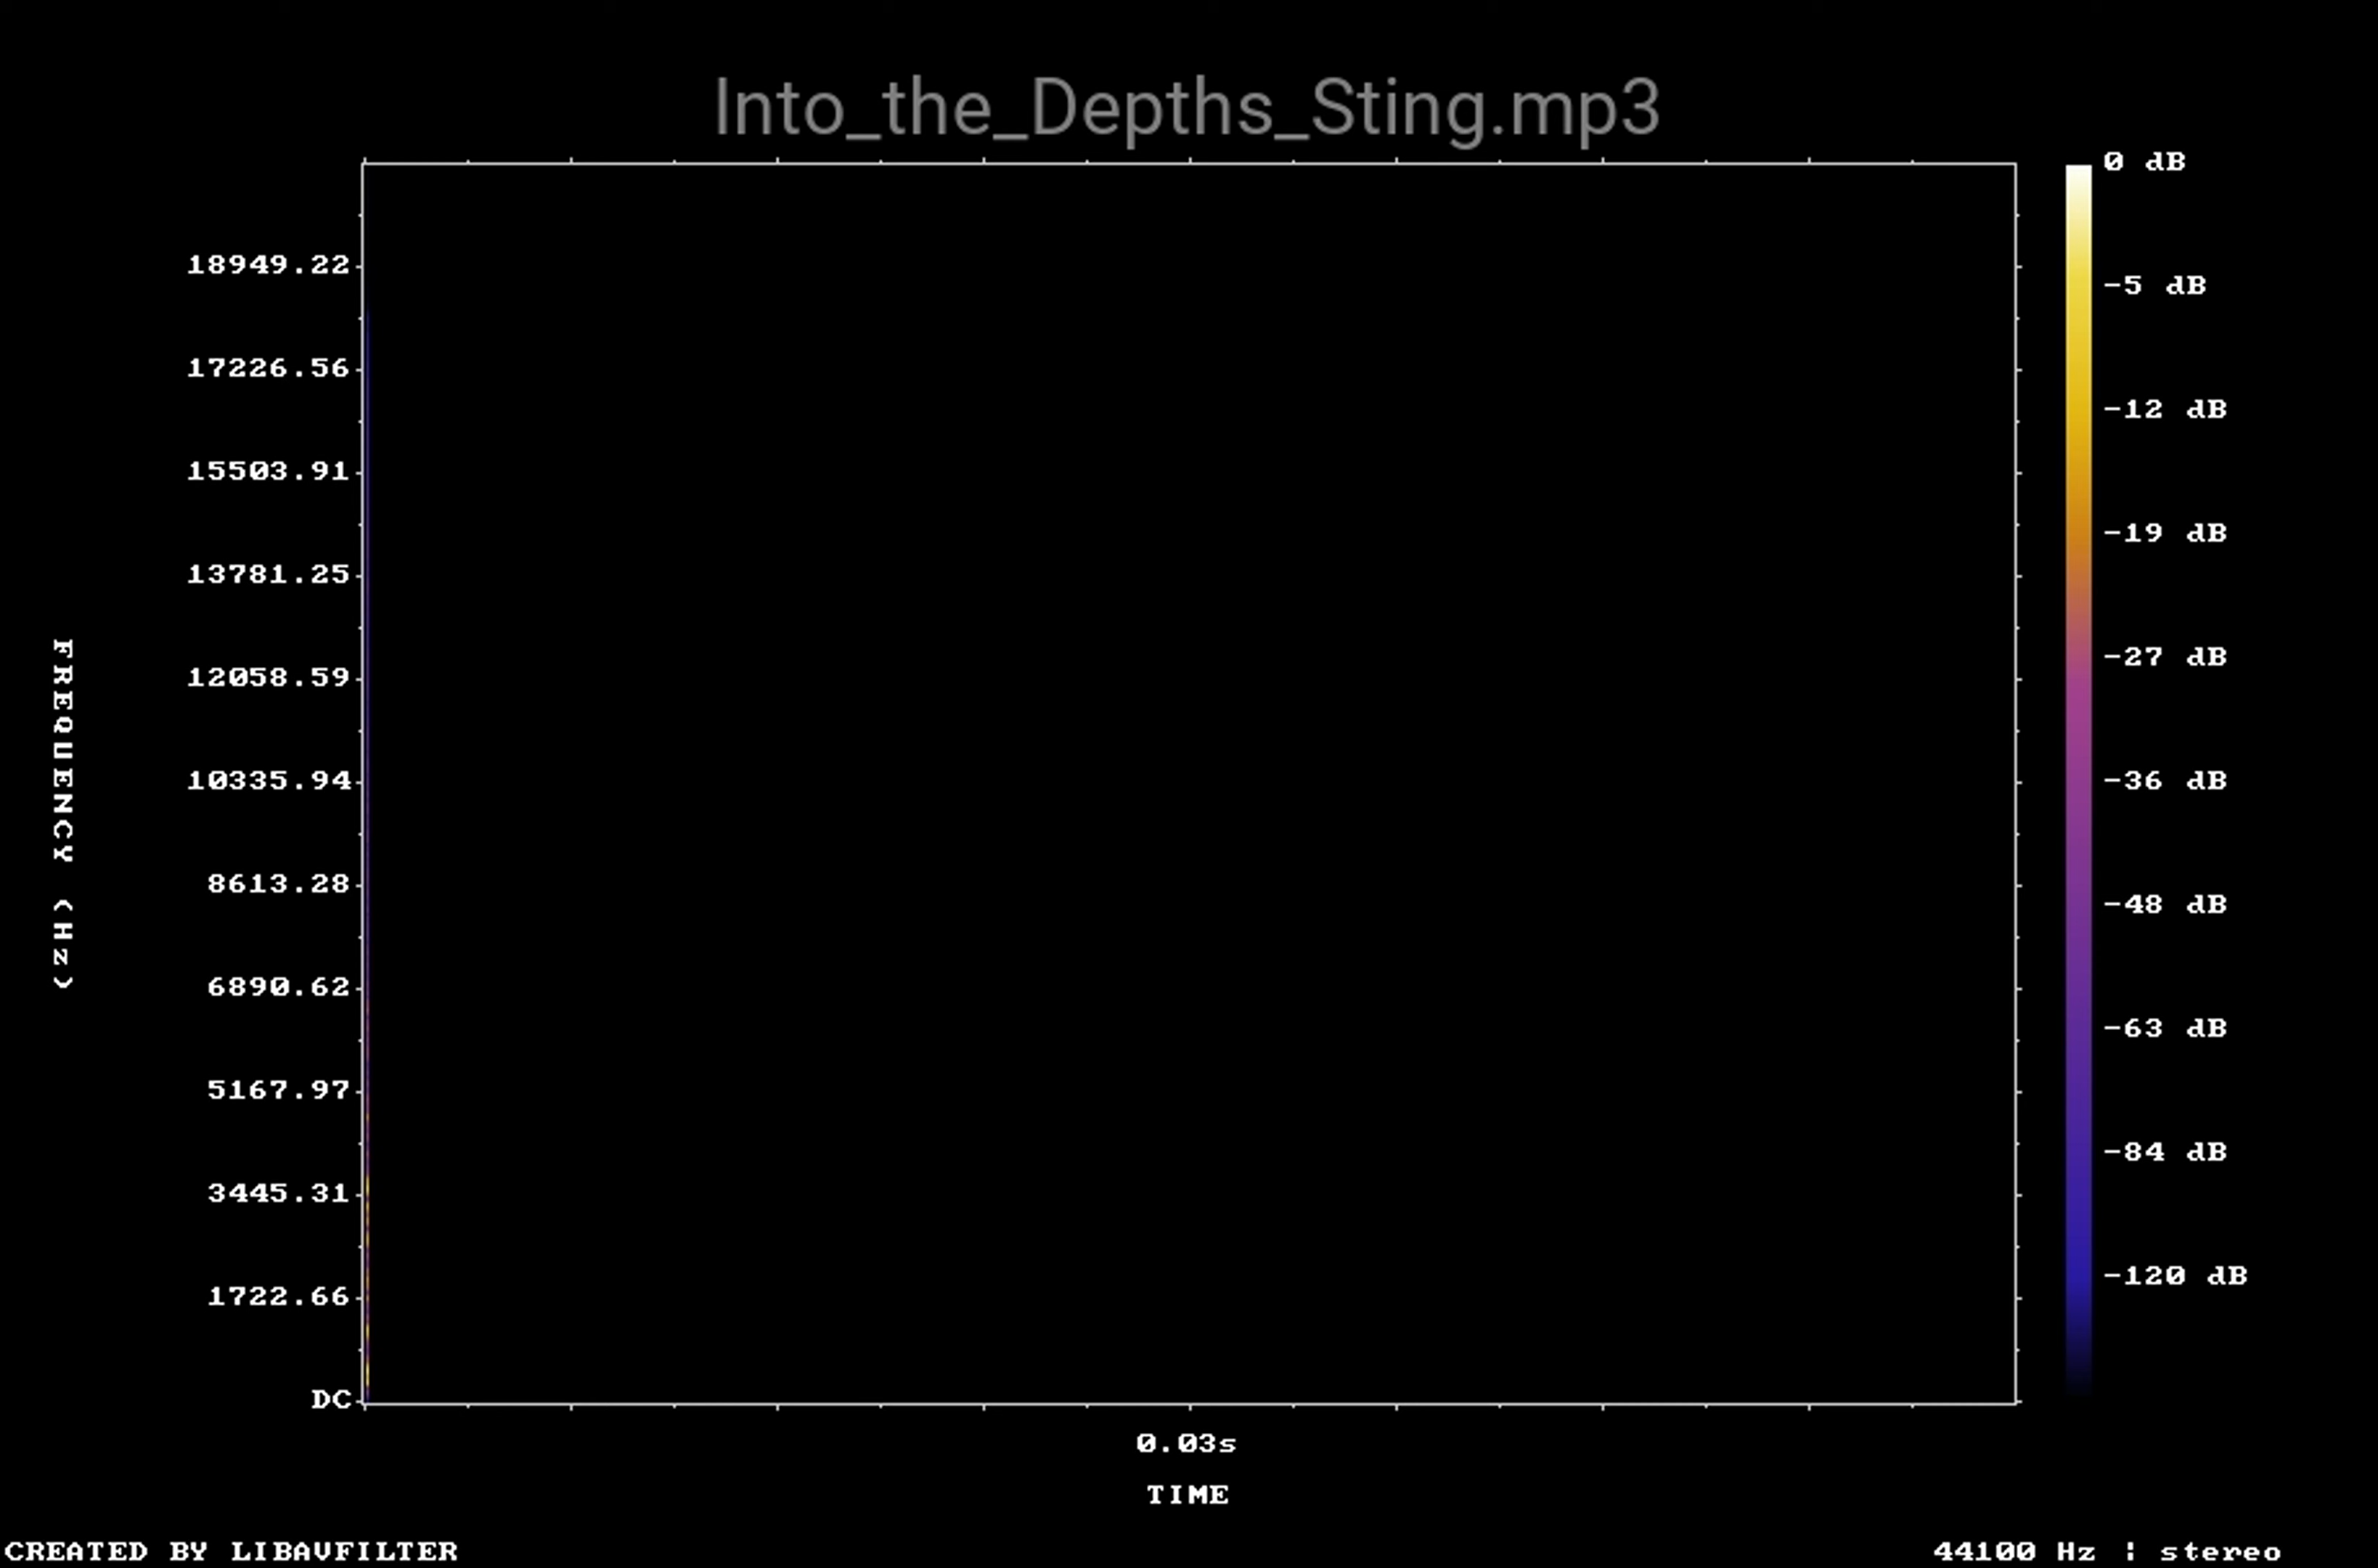 Into_the_Depths_Sting.mp3
0 dB
18949.22
-5 dB
17226.56
-12 dB
15503.91
-19 dB
13781.25
-27 dB
12058.59
-36 dB
10335.94
8613.28
-48 dB
6890.62
-63 dB
5167.97
-84 dB
3445.31
-120 dB
1722.66
DC
FREQUENCY (Hz)
0.03s
TIME
CREATED BY LIBAVFILTER
44100 Hz | stereo